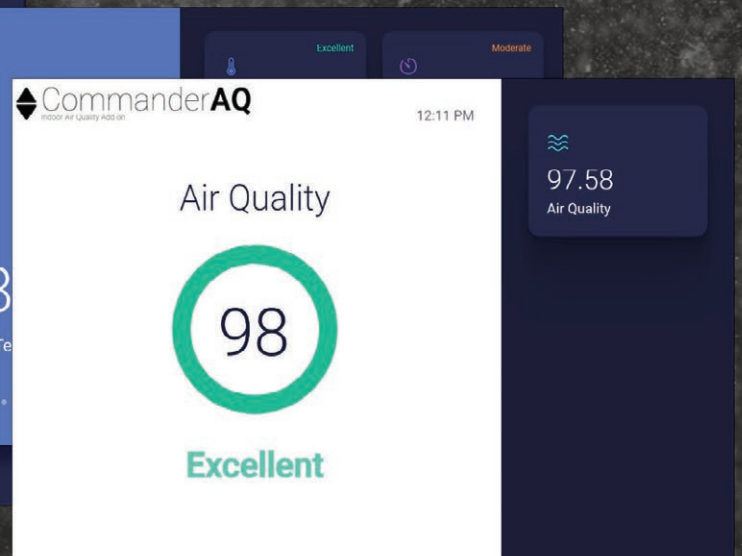 Excellent
Moderate
CommanderAQ
Indoor Air Quality Add-on
12:11 PM
Air Quality
98
Excellent
97.58
Air Quality